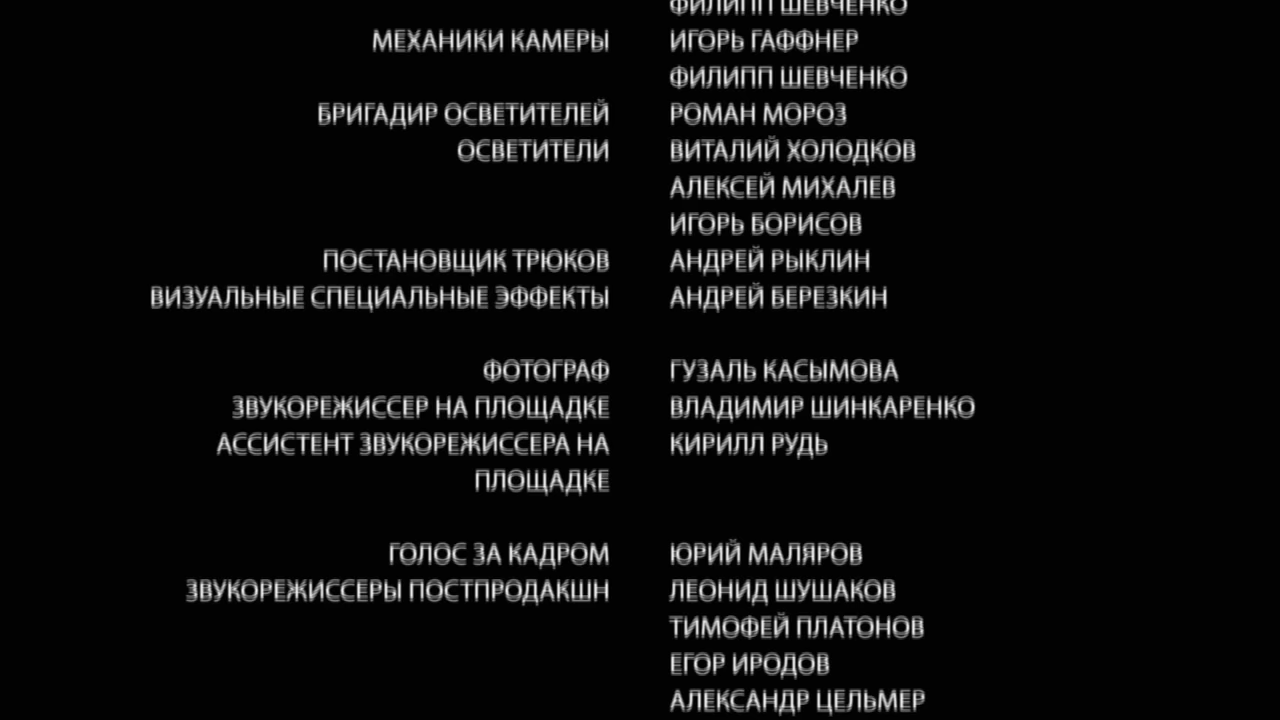 ФИЛИПП ШЕВЧЕНКО
МЕХАНИКИ КАМЕРЫ ИГОРЬ ГАФФНЕР
ФИЛИПП ШЕВЧЕНКО
БРИГАДИР ОСВЕТИТЕЛЕЙ РОМАН МОРОЗ
ОСВЕТИТЕЛИ ВИТАЛИЙ ХОЛОДКОВ
АЛЕКСЕЙ МИХАЛЕВ
ИГОРЬ БОРИСОВ
ПОСТАНОВЩИК ТРЮКОВ АНДРЕЙ РЫКЛИН
ВИЗУАЛЬНЫЕ СПЕЦИАЛЬНЫЕ ЭФФЕКТЫ АНДРЕЙ БЕРЕЗКИН
ФОТОГРАФ ГУЗАЛЬ КАСЫМОВА
ЗВУКОРЕЖИССЕР НА ПЛОЩАДКЕ ВЛАДИМИР ШИНКАРЕНКО
АССИСТЕНТ ЗВУКОРЕЖИССЕРА НА КИРИЛЛ РУДЬ
ПЛОЩАДКЕ
ГОЛОС ЗА КАДРОМ ЮРИЙ МАЛЯРОВ
ЗВУКОРЕЖИССЕРЫ ПОСТПРОДАКШН ЛЕОНИД ШУШАКОВ
ТИМОФЕЙ ПЛАТОНОВ
ЕГОР ИРОДОВ
АЛЕКСАНДР ЦЕЛЬМЕР